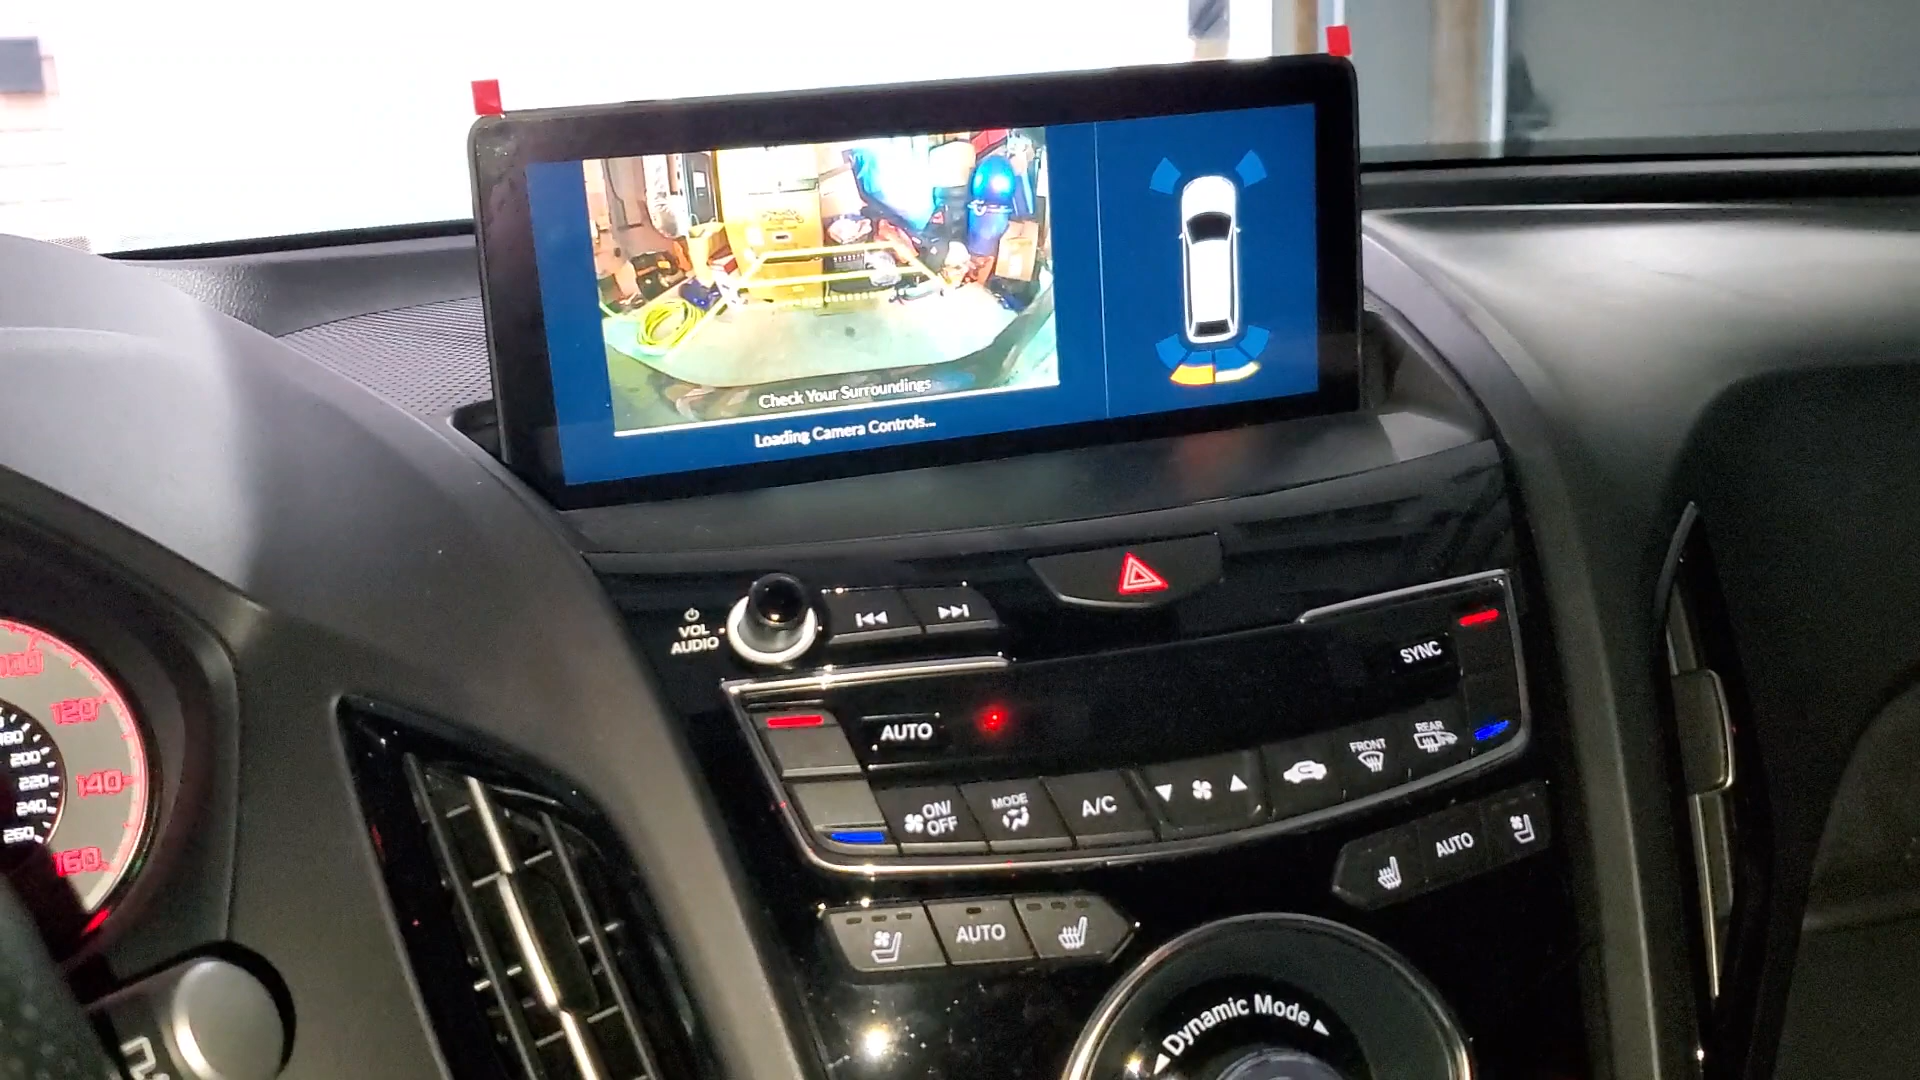 Check Your Surroundings
Loading Camera Controls...
VOL
AUDIO
SYNC
AUTO
ON/
OFF
MODE
A/C
FRONT
REAR
AUTO
AUTO
Dynamic Mode
120
140
160
180
200
220
240
260